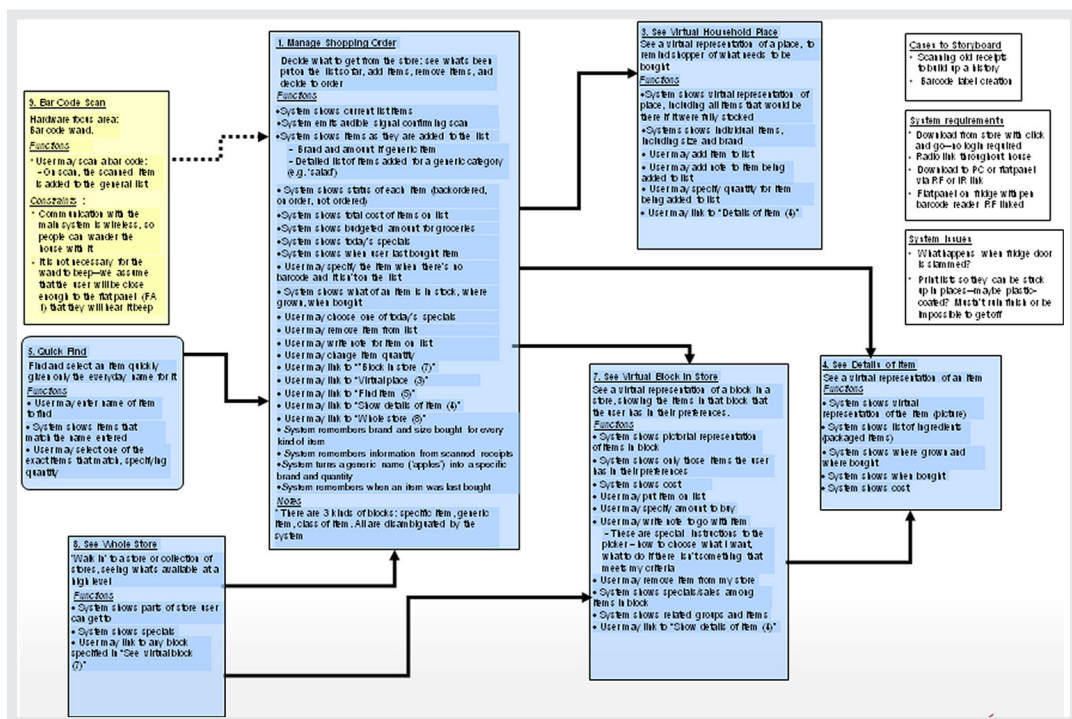 9. Bar Code Scan
Hardware focus area:
Bar code wand.
Functions
• User may scan a bar code:
– On scan, the scanned item
is added to the general list
Constraints :
• Communication with the
main system is wireless, so
people can wander the
house with it
• It is not necessary for the
wand to beep—we assume
that the user will be close
enough to the flat panel (FA
1) that they will hear it beep
5. Quick Find
Find and select an item quickly
given only the everyday name for it
Functions
• User may enter name of item
to find
• System shows items that
match the name entered
• User may select one of the
exact items that match, specifying
quantity
8. See Whole Store
'Walk in' to a store or collection of
stores, seeing what's available at a
high level
Functions
• System shows parts of store user
can get to
• System shows specials
• User may link to any block
specified in "See virtual block
(7)"
1. Manage Shopping Order
Decide what to get from the store: see what's been
put on the list so far, add items, remove items, and
decide to order
Functions
•System shows current list items
•System emits audible signal confirming scan
•System shows items as they are added to the list
– Brand and amount if generic item
– Detailed list of items added for a generic category
(e.g. 'salad')
• System shows status of each item (backordered,
on order, not ordered)
•System shows total cost of items on list
•System shows budgeted amount for groceries
•System shows today's specials
•System shows when user last bought item
• User may specify the item when there's no
barcode and it isn't on the list
• System shows what of an item is in stock, where
grown, when bought
• User may choose one of today's specials
• User may remove item from list
• User may write note for item on list
• User may change item quantity
• User may link to ""Block in store (7)"
• User may link to "Virtual place (3)"
• User may link to "Find item (5)"
• User may link to "Show details of item (4)"
• User may link to "Whole store (8)"
• System remembers brand and size bought for every
kind of item
• System remembers information from scanned receipts
•System turns a generic name ('apples') into a specific
brand and quantity
•System remembers when an item was last bought
Notes
* There are 3 kinds of blocks: specific item, generic
item, class of item. All are disambiguated by the
system
3. See Virtual Household Place
See a virtual representation of a place, to
remind shopper of what needs to be
bought
Functions
•System shows virtual representation of
place, including all items that would be
there if it were fully stocked
•Systems shows individual items,
including size and brand
• User may add item to list
• User may add note to item being
added to list
• User may specify quantity for item
being added to list
• User may link to "Details of item (4)"
7. See Virtual Block in Store
See a virtual representation of a block in a
store, showing the items in that block that
the user has in their preferences.
Functions
• System shows pictorial representation
of items in block
• System shows only those items the user
has in their preferences
• System shows cost
• User may put item on list
• User may specify amount to buy
• User may write note to go with item
– These are special instructions to the
picker – how to choose what I want,
what to do if there isn't something that
meets my criteria
• User may remove item from my store
• System shows specials/sales among
items in block
• System shows related groups and items
• User may link to "Show details of item (4)"
4. See Details of Item
See a virtual representation of an item
Functions
• System shows virtual
representation of the item (picture)
• System shows list of ingredients
(packaged items)
• System shows where grown and
where bought
• System shows when bought
• System shows cost
Cases to Storyboard
• Scanning old receipts
to build up a history
• Barcode label creation
System requirements
• Download from store with click
and go—no login required
• Radio link throughout house
• Download to PC or flatpanel
via RF or IR link
• Flatpanel on fridge with pen
barcode reader RF linked
System Issues
• What happens when fridge door
is slammed?
• Print lists so they can be stuck
up in places—maybe plastic-
coated? Musn't ruin finish or be
impossible to get off